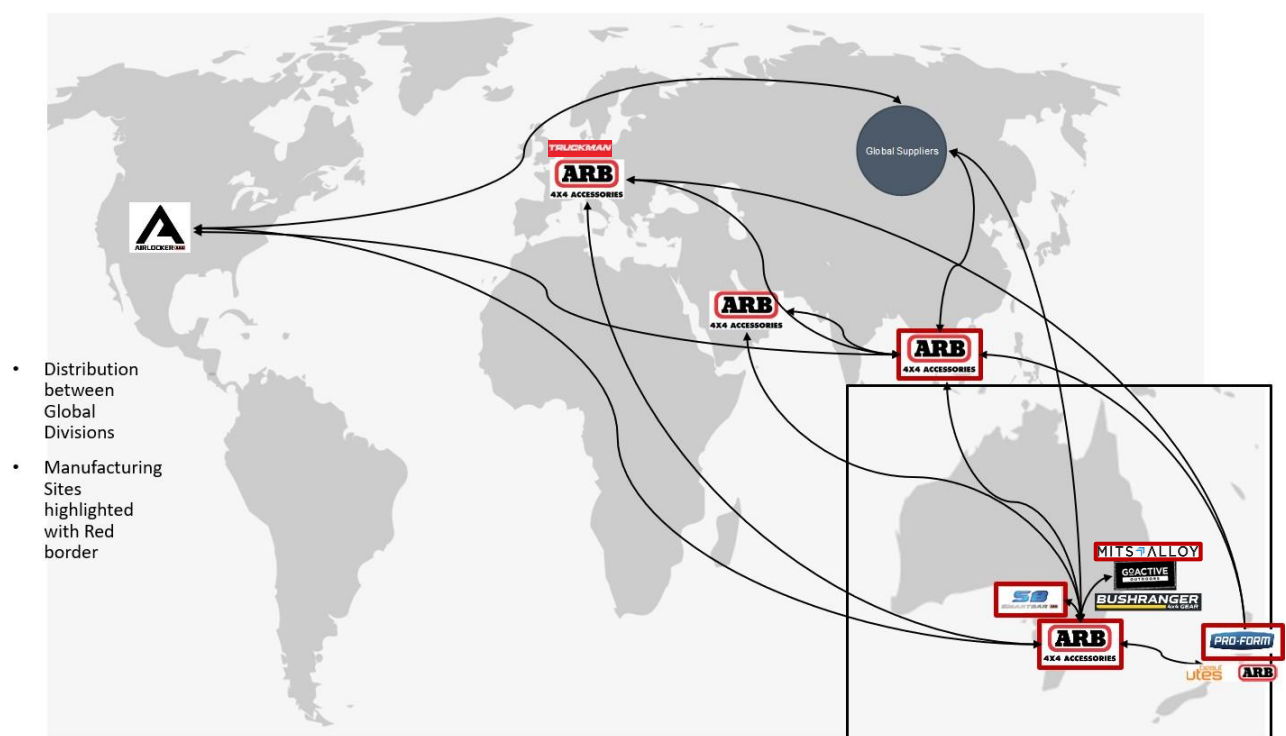 Global Suppliers
TRUCKMAN
ARB
4X4 ACCESSORIES
AIRLOCKER
ARB
4X4 ACCESSORIES
ARB
4X4 ACCESSORIES
• Distribution
between
Global
Divisions
• Manufacturing
Sites
highlighted
with Red
border
MITS ALLOY
GOACTIVE
OUTDOORS
BUSHRANGER
4x4 GEAR
SB
SMARTBAR
ARB
4X4 ACCESSORIES
PRO-FORM
beaut
utes
ARB